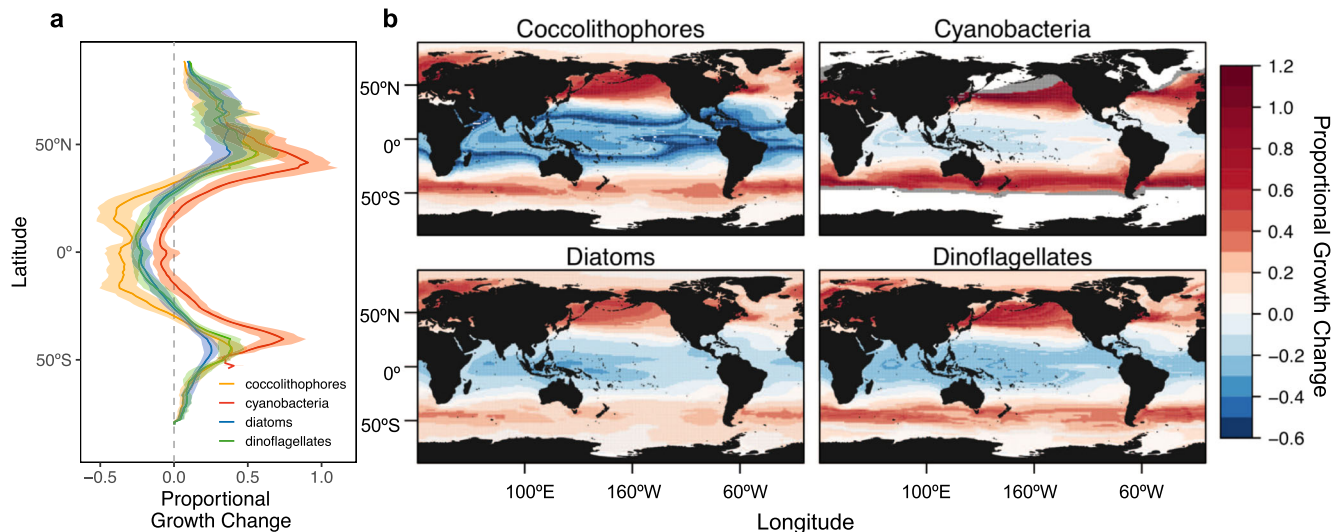 a
Latitude
50ºN
0º
50ºS
coccolithophores
cyanobacteria
diatoms
dinoflagellates
−0.5
0.0
0.5
1.0
Proportional
Growth Change
b
Coccolithophores
Cyanobacteria
50ºN
0º
50ºS
Diatoms
Dinoflagellates
50ºN
0º
50ºS
100ºE
160ºW
60ºW
100ºE
160ºW
60ºW
Longitude
1.2
1.0
0.8
0.6
0.4
0.2
0.0
−0.2
−0.4
−0.6
Proportional Growth Change